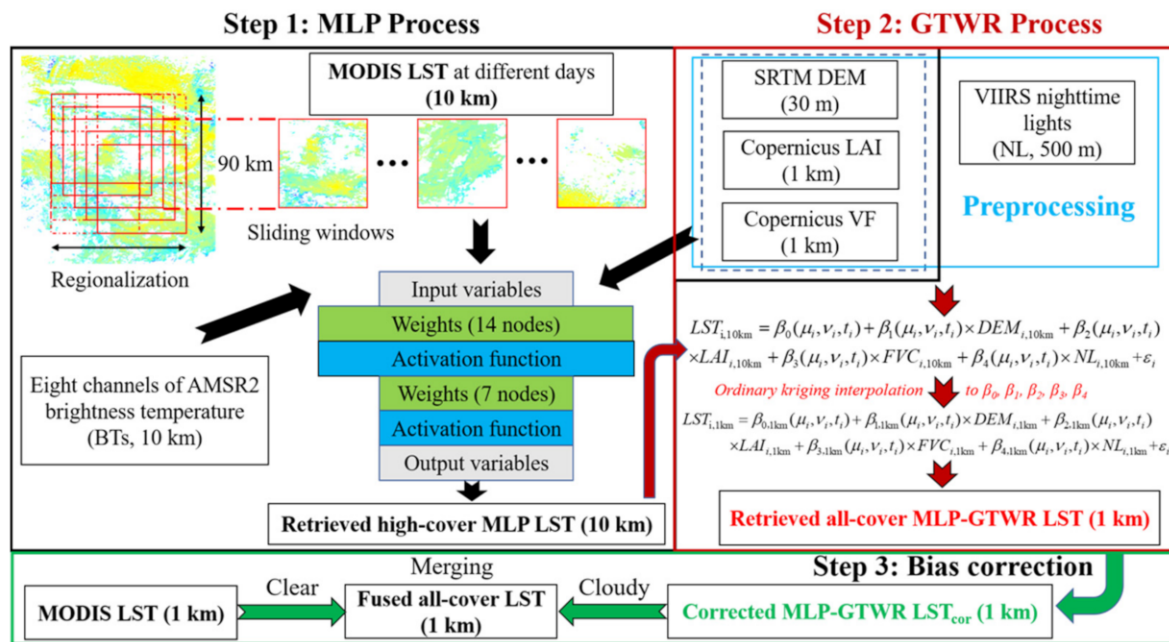 Step 1: MLP Process
MODIS LST at different days
(10 km)
90 km
Sliding windows
Regionalization
Input variables
Weights (14 nodes)
Activation function
Weights (7 nodes)
Activation function
Output variables
Eight channels of AMSR2
brightness temperature
(BTs, 10 km)
Retrieved high-cover MLP LST (10 km)
Step 2: GTWR Process
SRTM DEM
(30 m)
Copernicus LAI
(1 km)
Copernicus VF
(1 km)
VIIRS nighttime
lights
(NL, 500 m)
Preprocessing
LST_{i,10km} = β_0(μ_i,ν_i,t_i) + β_1(μ_i,ν_i,t_i) × DEM_{i,10km} + β_2(μ_i,ν_i,t_i)
×LAI_{i,10km} + β_3(μ_i,ν_i,t_i) × FVC_{i,10km} + β_4(μ_i,ν_i,t_i) × NL_{i,10km} + ε_i
Ordinary kriging interpolation to β_0, β_1, β_2, β_3, β_4
LST_{i,1km} = β_{0,1km}(μ_i,ν_i,t_i) + β_{1,1km}(μ_i,ν_i,t_i) × DEM_{i,1km} + β_{2,1km}(μ_i,ν_i,t_i)
×LAI_{i,1km} + β_{3,1km}(μ_i,ν_i,t_i) × FVC_{i,1km} + β_{4,1km}(μ_i,ν_i,t_i) × NL_{i,1km} + ε_i
Retrieved all-cover MLP-GTWR LST (1 km)
Step 3: Bias correction
MODIS LST (1 km)
Clear
Merging
Fused all-cover LST
(1 km)
Cloudy
Corrected MLP-GTWR LST_{cor} (1 km)